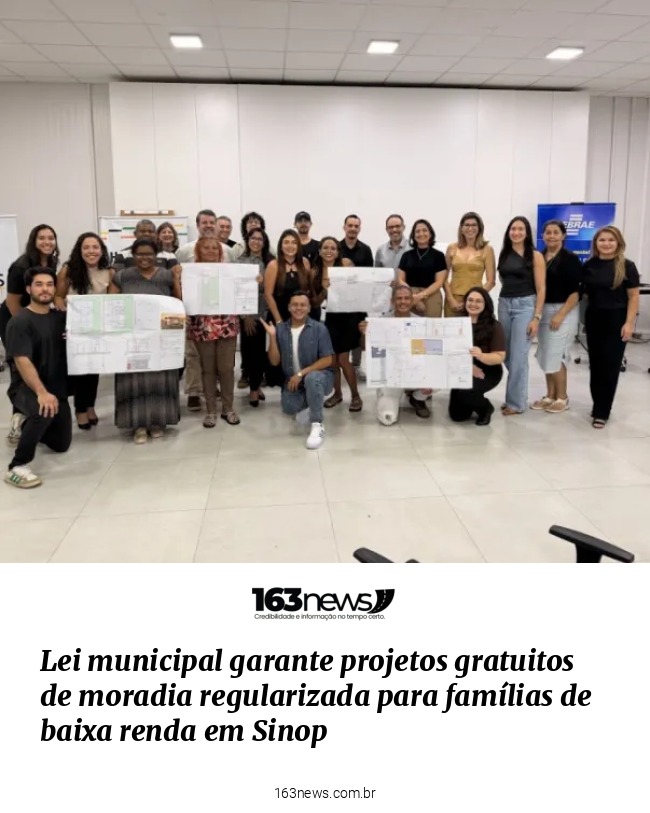 SEBRAE
163news
Credibilidade e informação no tempo certo.
Lei municipal garante projetos gratuitos
de moradia regularizada para famílias de
baixa renda em Sinop
163news.com.br